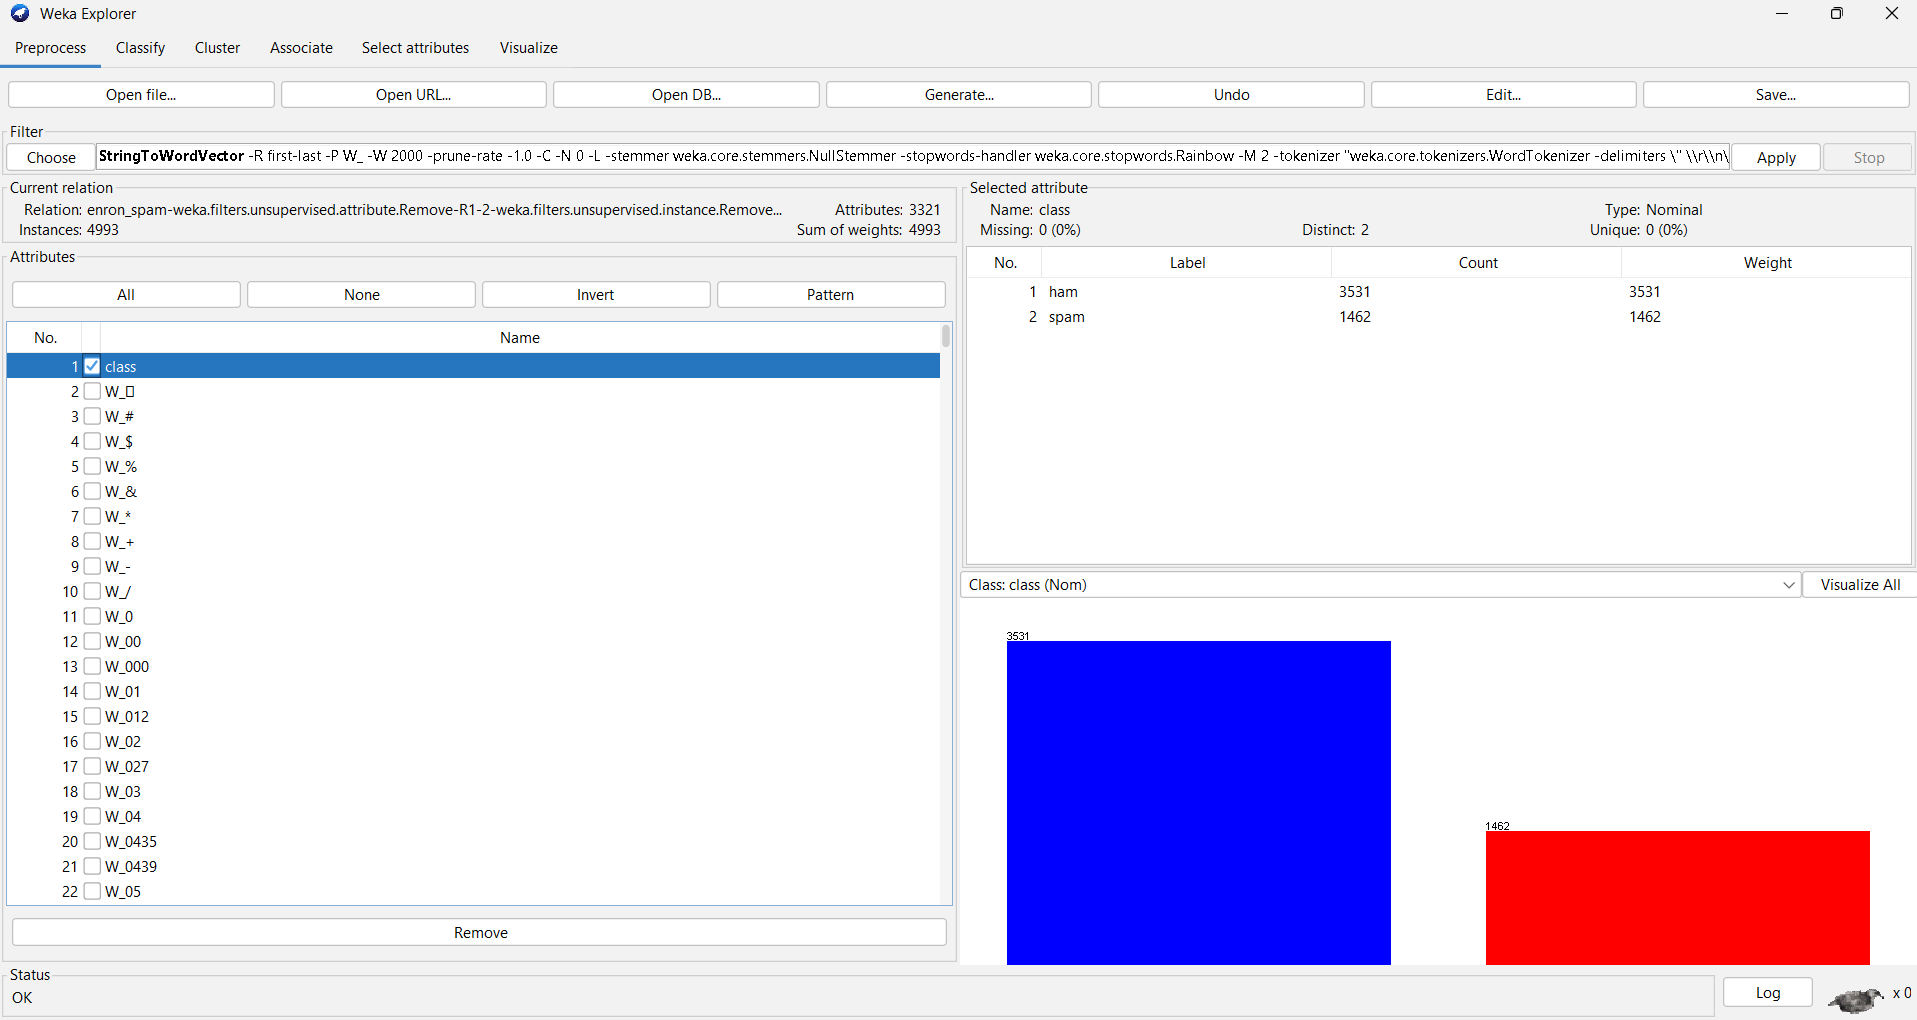 Weka Explorer
Preprocess Classify Cluster Associate Select attributes Visualize
Open file... Open URL... Open DB... Generate... Undo Edit... Save...
Filter
Choose StringToWordVector -R first-last -P W_ -W 2000 -prune-rate -1.0 -C -N 0 -L -stemmer weka.core.stemmers.NullStemmer -stopwords-handler weka.core.stopwords.Rainbow -M 2 -tokenizer "weka.core.tokenizers.WordTokenizer -delimiters \" \\r\\n\ Apply Stop
Current relation
Relation: enron_spam-weka.filters.unsupervised.attribute.Remove-R1-2-weka.filters.unsupervised.instance.Remove... Attributes: 3321
Instances: 4993 Sum of weights: 4993
Attributes
All None Invert Pattern
No. Name
1 class
2 W_▯
3 W_#
4 W_$
5 W_%
6 W_&
7 W_*
8 W_+
9 W_-
10 W_/
11 W_0
12 W_00
13 W_000
14 W_01
15 W_012
16 W_02
17 W_027
18 W_03
19 W_04
20 W_0435
21 W_0439
22 W_05
Remove
Selected attribute
Name: class Type: Nominal
Missing: 0 (0%) Distinct: 2 Unique: 0 (0%)
No. Label Count Weight
1 ham 3531 3531
2 spam 1462 1462
Class: class (Nom) Visualize All
3531
1462
Status
OK
Log x 0